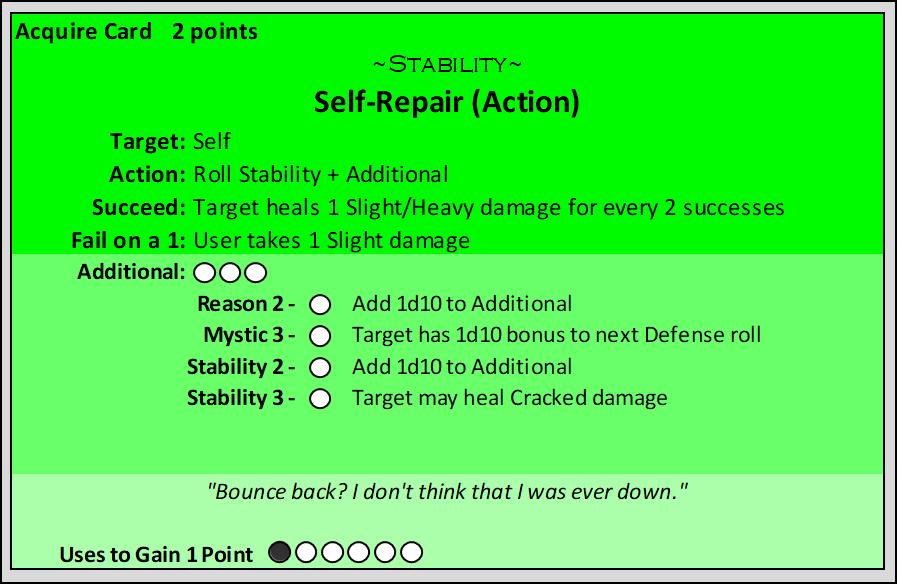 Acquire Card 2 points
~Stability~
Self-Repair (Action)
Target: Self
Action: Roll Stability + Additional
Succeed: Target heals 1 Slight/Heavy damage for every 2 successes
Fail on a 1: User takes 1 Slight damage
Additional:
Reason 2 - Add 1d10 to Additional
Mystic 3 - Target has 1d10 bonus to next Defense roll
Stability 2 - Add 1d10 to Additional
Stability 3 - Target may heal Cracked damage
"Bounce back? I don't think that I was ever down."
Uses to Gain 1 Point